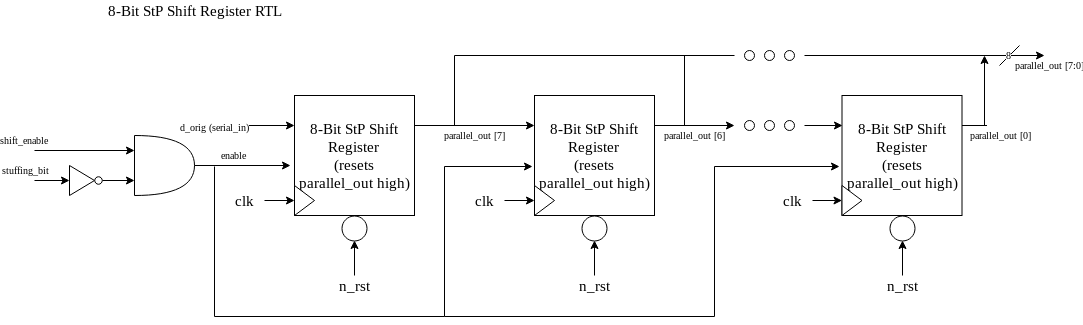 8-Bit StP Shift Register RTL
8
parallel_out [7:0]
shift_enable
stuffing_bit
d_orig (serial_in)
enable
8-Bit StP Shift
Register
(resets
parallel_out high)
clk
n_rst
parallel_out [7]
8-Bit StP Shift
Register
(resets
parallel_out high)
clk
n_rst
parallel_out [6]
8-Bit StP Shift
Register
(resets
parallel_out high)
clk
n_rst
parallel_out [0]